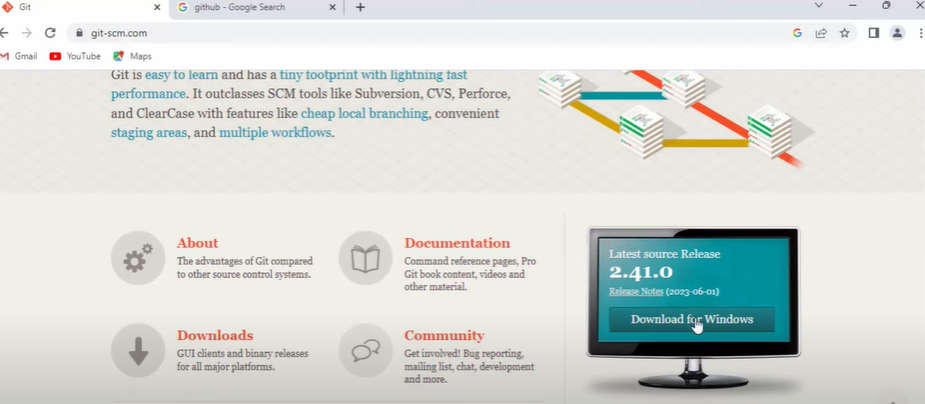 Git
github - Google Search
git-scm.com
Gmail
YouTube
Maps
Git is easy to learn and has a tiny footprint with lightning fast
performance. It outclasses SCM tools like Subversion, CVS, Perforce,
and ClearCase with features like cheap local branching, convenient
staging areas, and multiple workflows.
About
The advantages of Git compared
to other source control systems.
Documentation
Command reference pages, Pro
Git book content, videos and
other material.
Downloads
GUI clients and binary releases
for all major platforms.
Community
Get involved! Bug reporting,
mailing list, chat, development
and more.
Latest source Release
2.41.0
Release Notes (2023-06-01)
Download for Windows